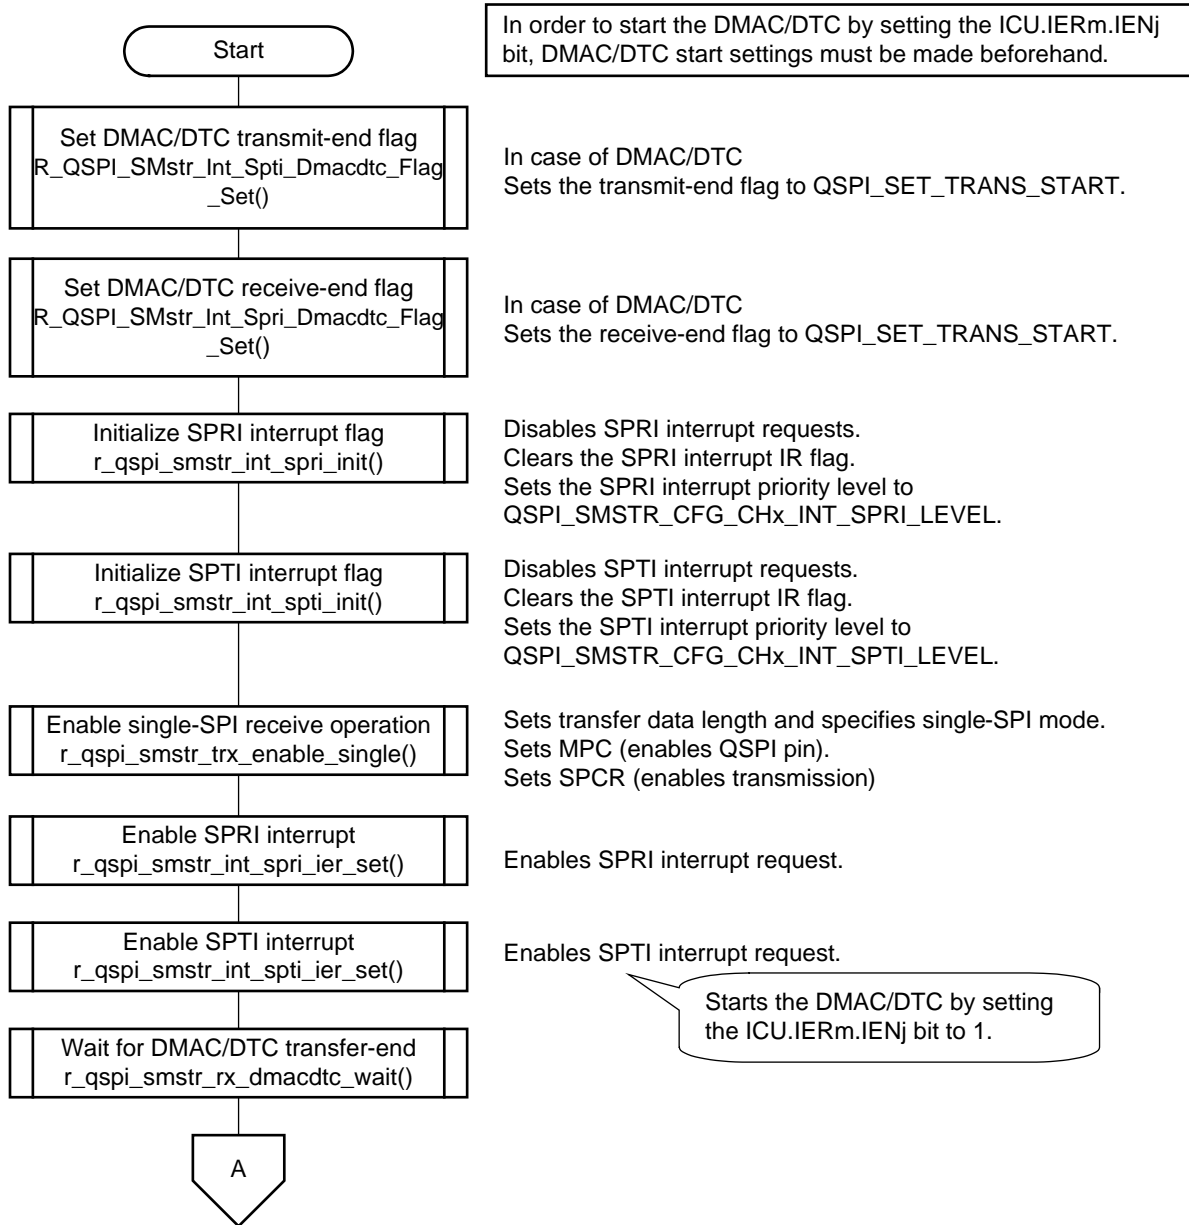 Start
In order to start the DMAC/DTC by setting the ICU.IERm.IENj
bit, DMAC/DTC start settings must be made beforehand.
Set DMAC/DTC transmit-end flag
R_QSPI_SMstr_Int_Spti_Dmacdtc_Flag
_Set()
In case of DMAC/DTC
Sets the transmit-end flag to QSPI_SET_TRANS_START.
Set DMAC/DTC receive-end flag
R_QSPI_SMstr_Int_Spri_Dmacdtc_Flag
_Set()
In case of DMAC/DTC
Sets the receive-end flag to QSPI_SET_TRANS_START.
Initialize SPRI interrupt flag
r_qspi_smstr_int_spri_init()
Disables SPRI interrupt requests.
Clears the SPRI interrupt IR flag.
Sets the SPRI interrupt priority level to
QSPI_SMSTR_CFG_CHx_INT_SPRI_LEVEL.
Initialize SPTI interrupt flag
r_qspi_smstr_int_spti_init()
Disables SPTI interrupt requests.
Clears the SPTI interrupt IR flag.
Sets the SPTI interrupt priority level to
QSPI_SMSTR_CFG_CHx_INT_SPTI_LEVEL.
Enable single-SPI receive operation
r_qspi_smstr_trx_enable_single()
Sets transfer data length and specifies single-SPI mode.
Sets MPC (enables QSPI pin).
Sets SPCR (enables transmission)
Enable SPRI interrupt
r_qspi_smstr_int_spri_ier_set()
Enables SPRI interrupt request.
Enable SPTI interrupt
r_qspi_smstr_int_spti_ier_set()
Enables SPTI interrupt request.
Starts the DMAC/DTC by setting
the ICU.IERm.IENj bit to 1.
Wait for DMAC/DTC transfer-end
r_qspi_smstr_rx_dmacdtc_wait()
A